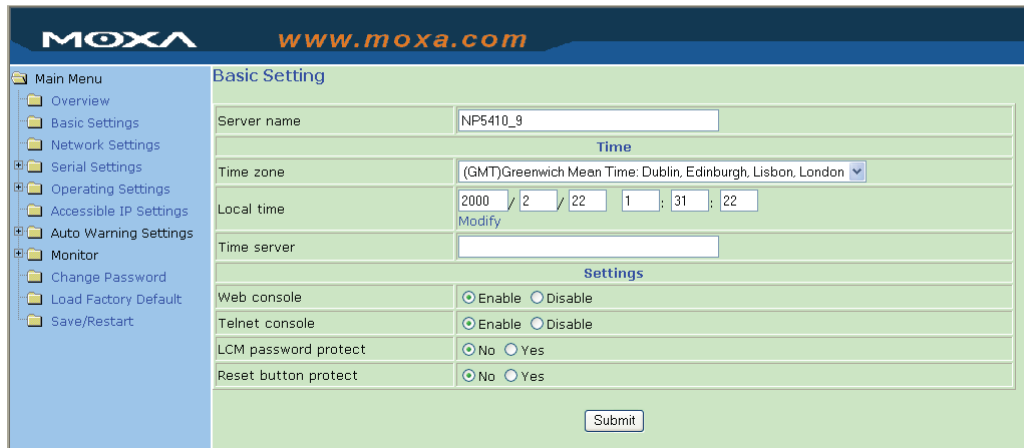 MOXA www.moxa.com
Main Menu
Overview
Basic Settings
Network Settings
Serial Settings
Operating Settings
Accessible IP Settings
Auto Warning Settings
Monitor
Change Password
Load Factory Default
Save/Restart
Basic Setting
Server name NP5410_9
Time
Time zone (GMT)Greenwich Mean Time: Dublin, Edinburgh, Lisbon, London
Local time 2000 / 2 / 22 1 : 31 : 22
Modify
Time server
Settings
Web console Enable Disable
Telnet console Enable Disable
LCM password protect No Yes
Reset button protect No Yes
Submit